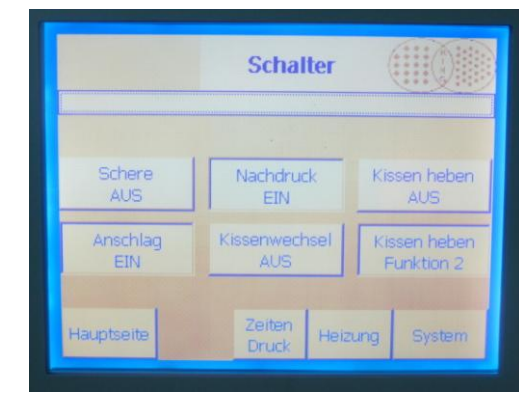 Schalter
Schere
AUS
Nachdruck
EIN
Kissen heben
AUS
Anschlag
EIN
Kissenwechsel
AUS
Kissen heben
Funktion 2
Hauptseite
Zeiten
Druck
Heizung
System